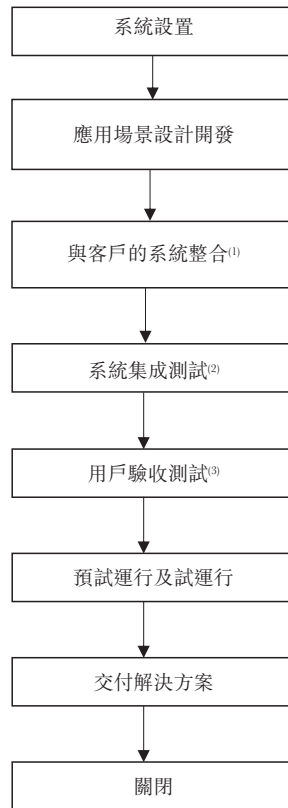 系統設置
應用場景設計開發
與客戶的系統整合(1)
系統集成測試(2)
用戶驗收測試(3)
預試運行及試運行
交付解決方案
關閉